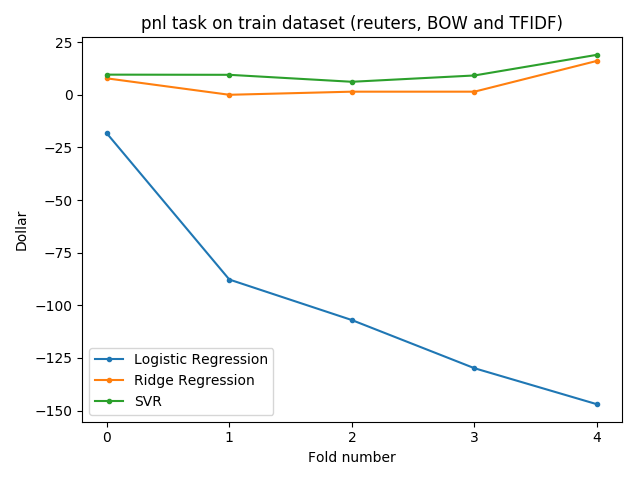 pnl task on train dataset (reuters, BOW and TFIDF)
25
0
−25
−50
−75
−100
−125
−150
Dollar
Logistic Regression
Ridge Regression
SVR
0 1 2 3 4
Fold number